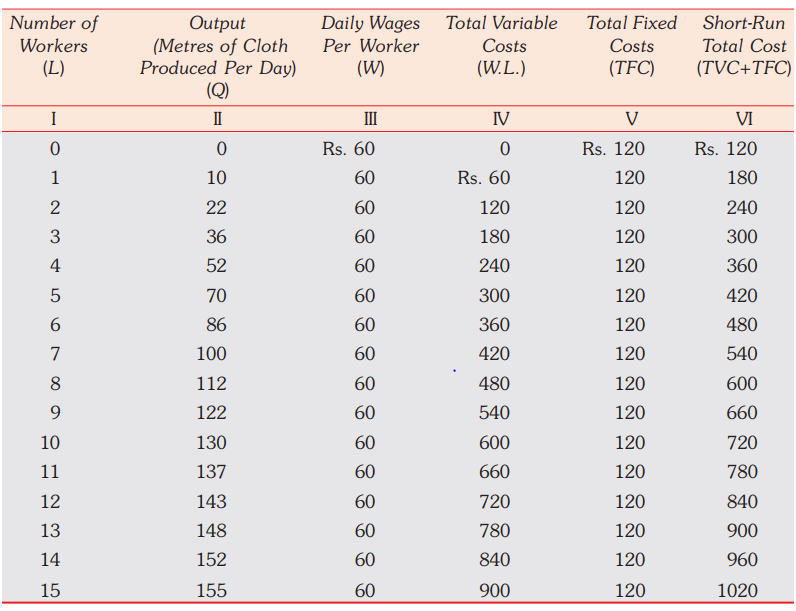 Number of Output Daily Wages Total Variable Total Fixed Short-Run
Workers (Metres of Cloth Per Worker Costs Costs Total Cost
(L) Produced Per Day) (W) (W.L.) (TFC) (TVC+TFC)
(Q)
I II III IV V VI
0 0 Rs. 60 0 Rs. 120 Rs. 120
1 10 60 Rs. 60 120 180
2 22 60 120 120 240
3 36 60 180 120 300
4 52 60 240 120 360
5 70 60 300 120 420
6 86 60 360 120 480
7 100 60 420 120 540
8 112 60 480 120 600
9 122 60 540 120 660
10 130 60 600 120 720
11 137 60 660 120 780
12 143 60 720 120 840
13 148 60 780 120 900
14 152 60 840 120 960
15 155 60 900 120 1020